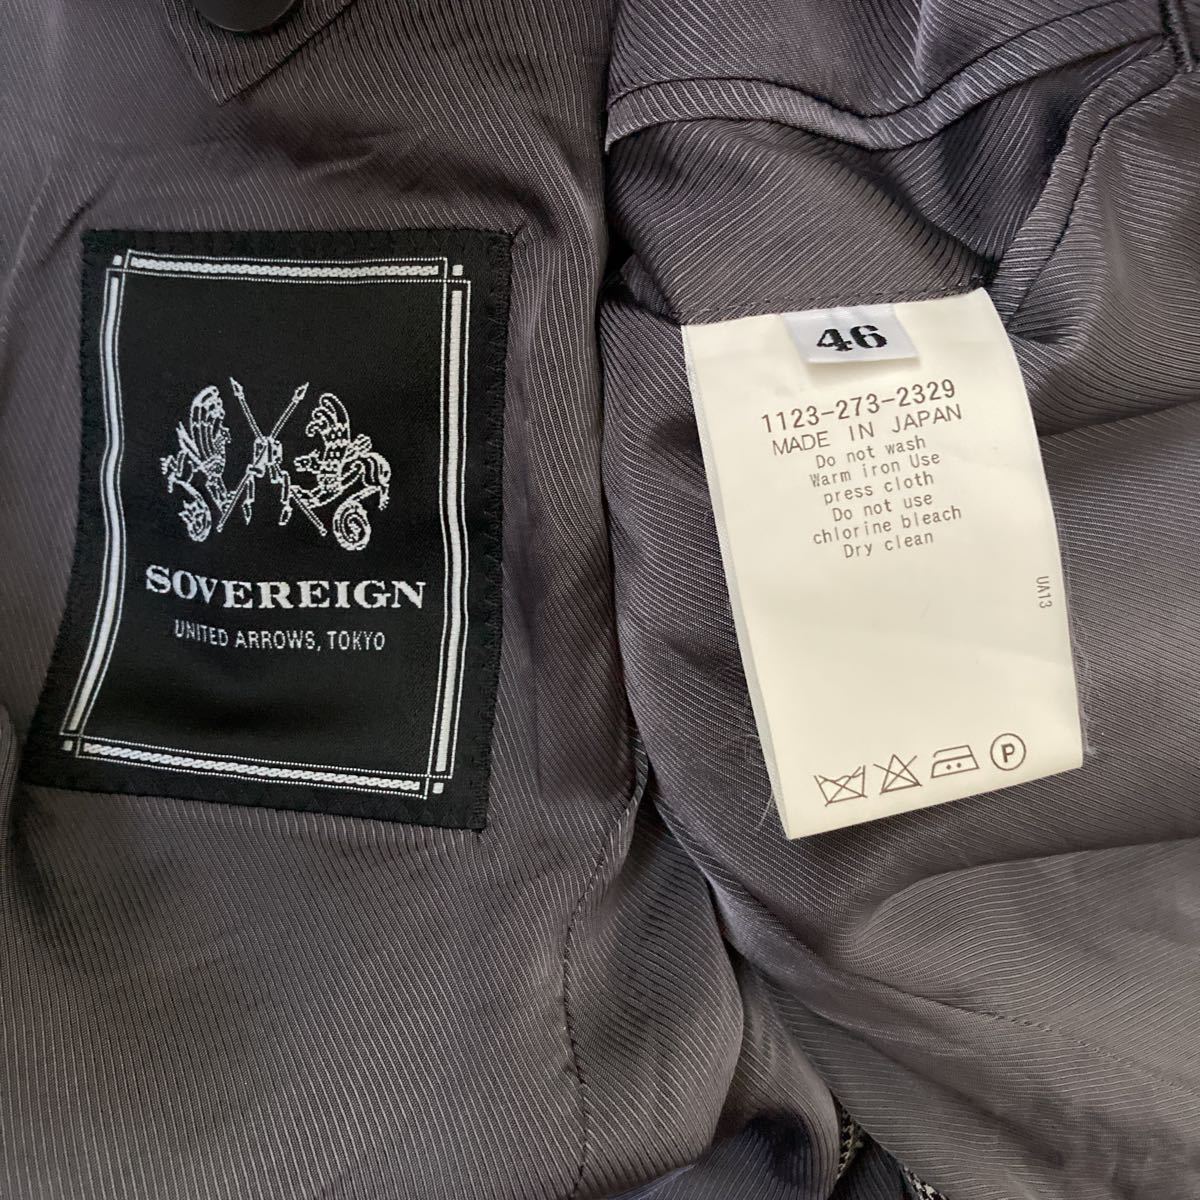 SOVEREIGN
UNITED ARROWS, TOKYO
46
1123-273-2329
MADE IN JAPAN
Do not wash
Warm iron Use
press cloth
Do not use
chlorine bleach
Dry clean
UA13
P